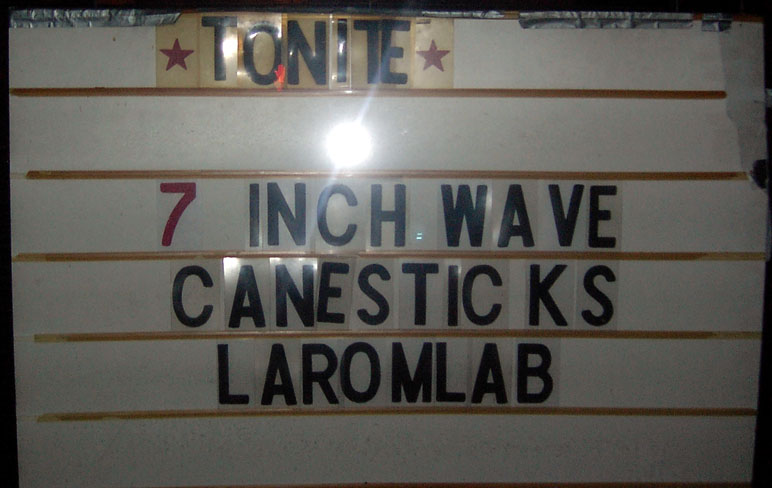 ★ TONITE ★
7 INCH WAVE
CANESTICKS
LAROMLAB